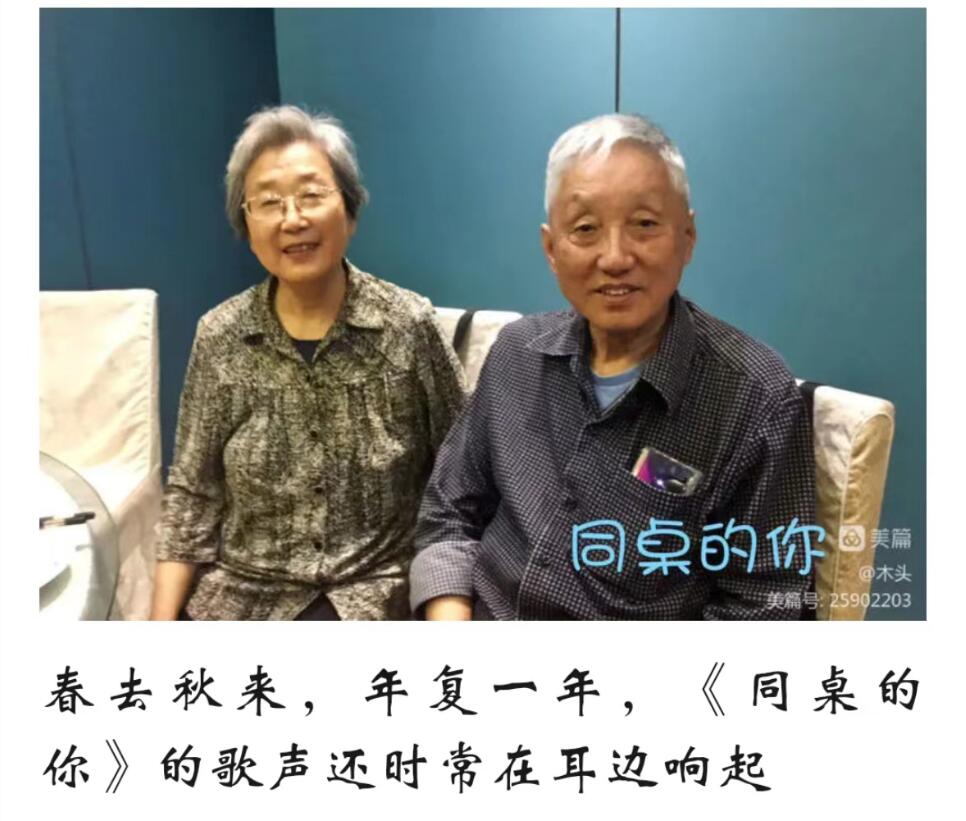 同桌的你
美篇
@木头
美篇号: 25902203
春去秋来，年复一年，《同桌的
你》的歌声还时常在耳边响起